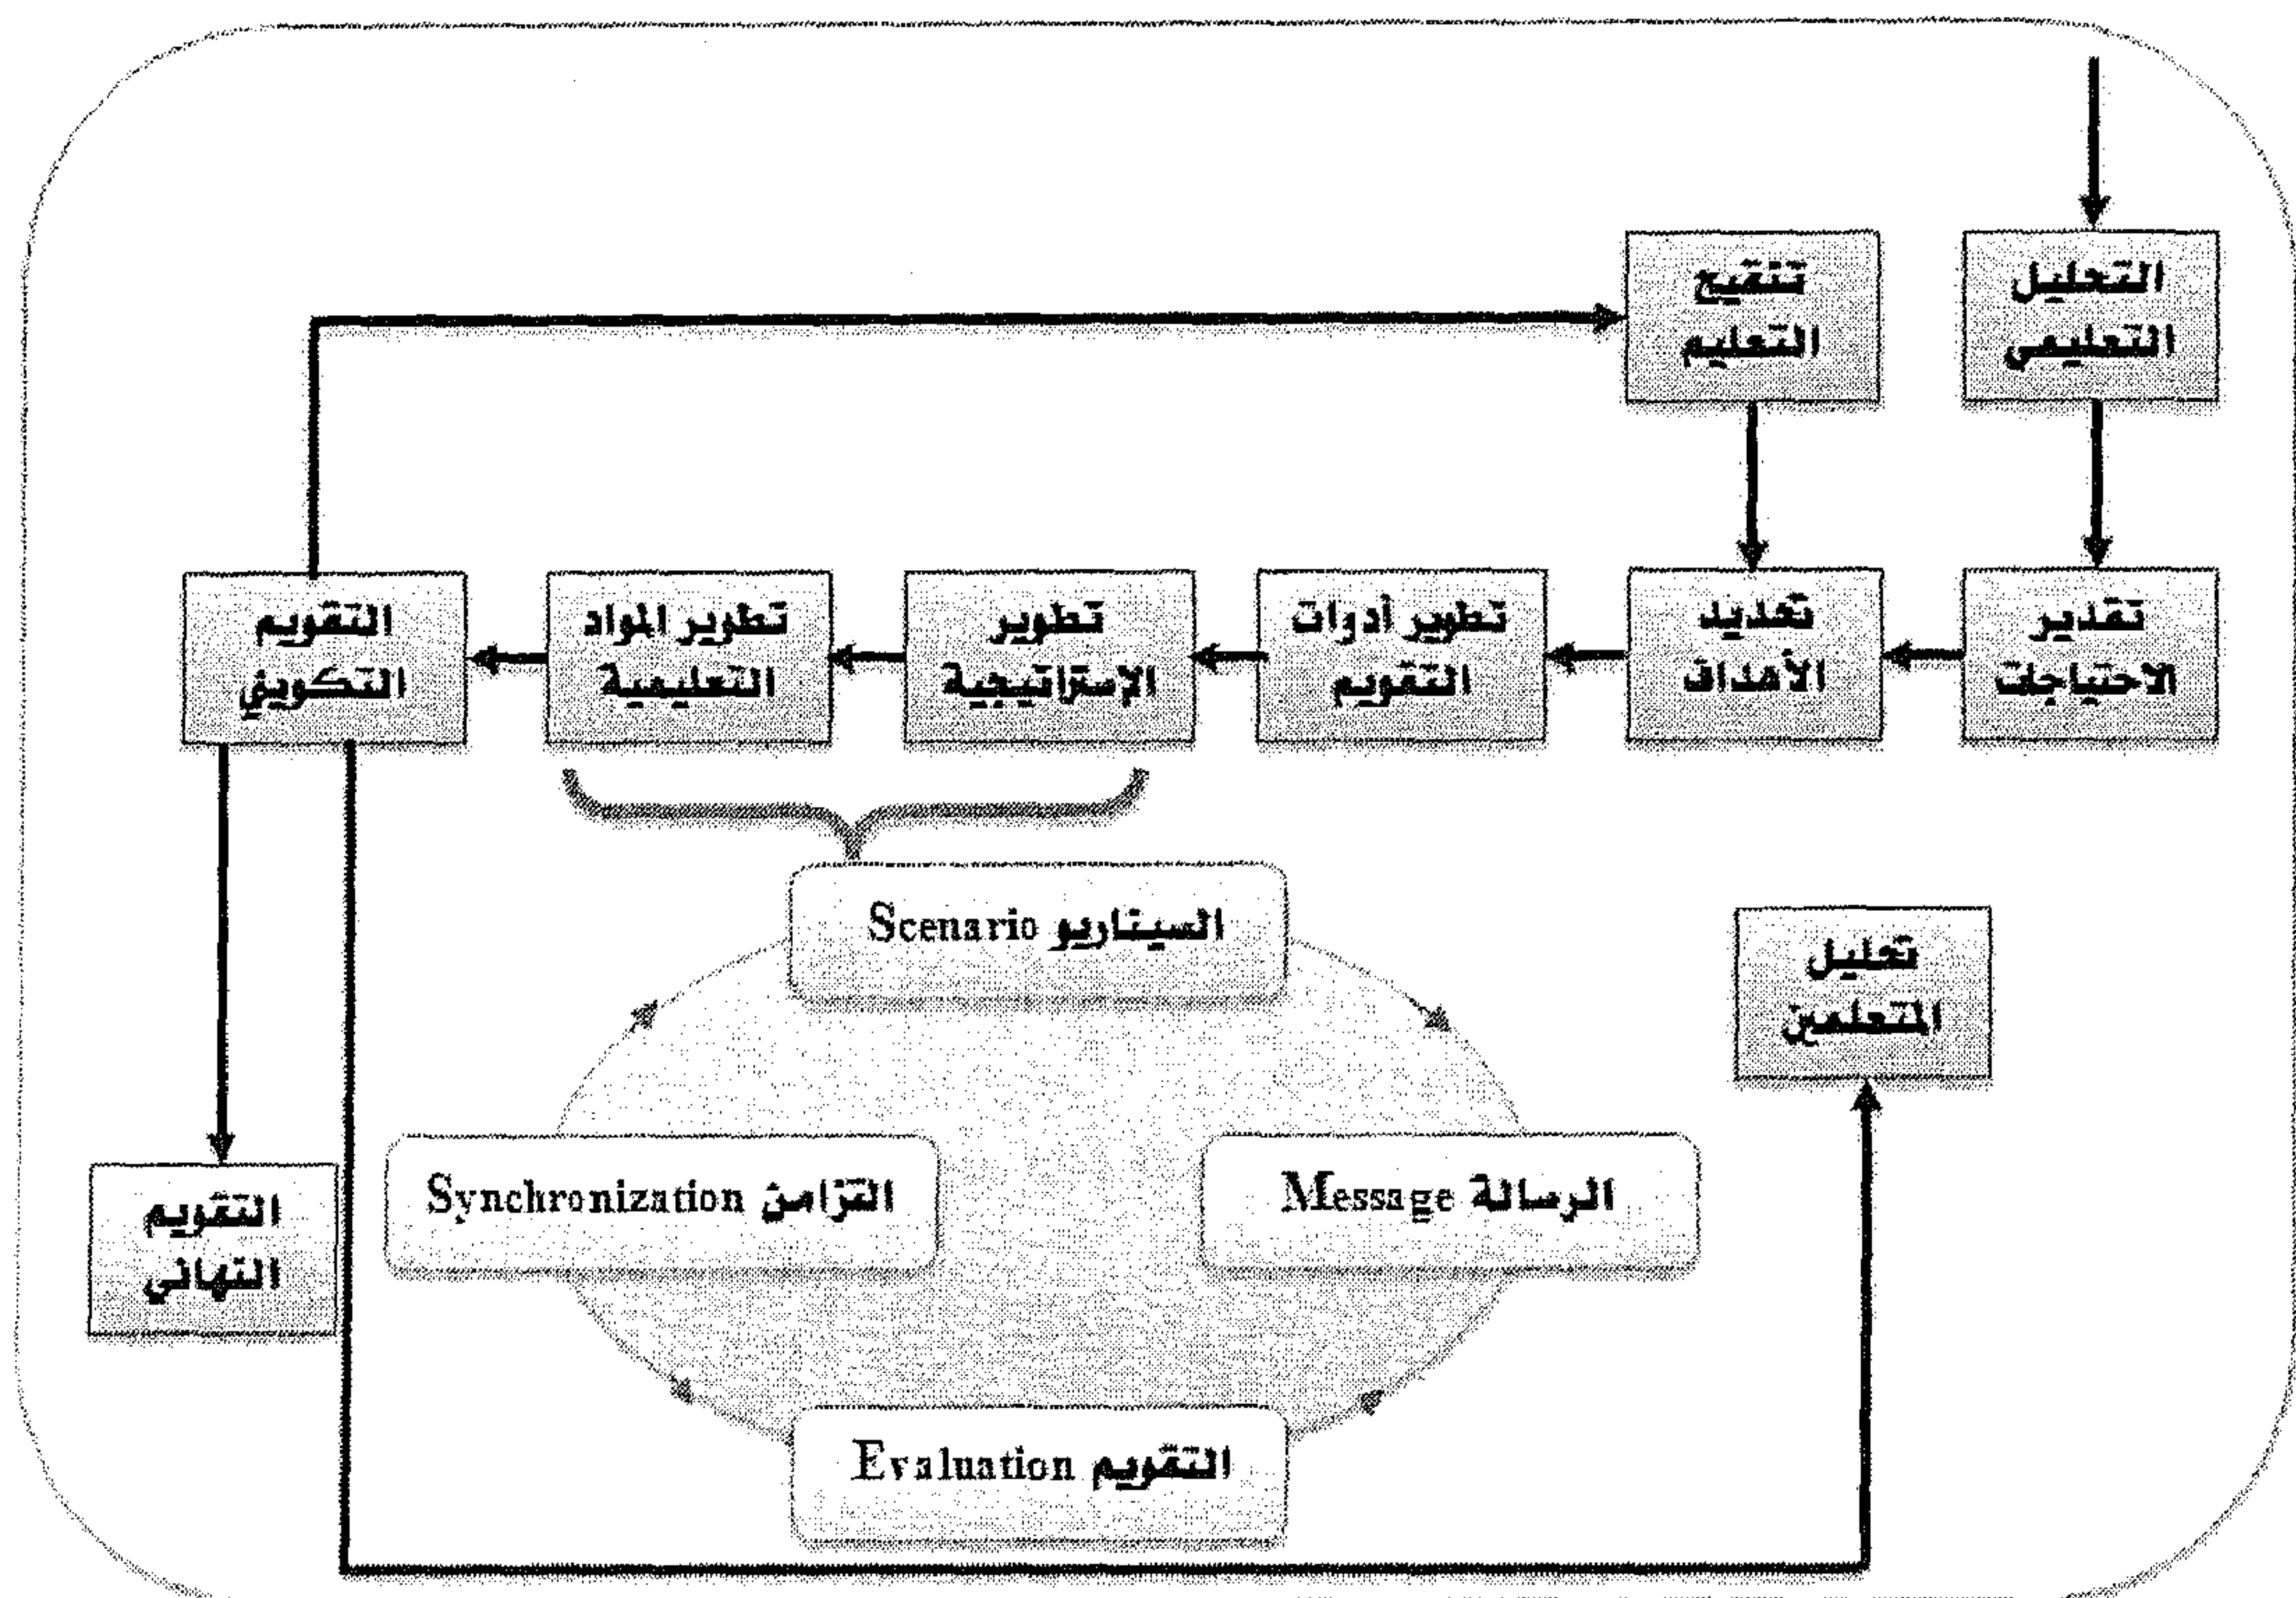 التحليل
التعليمي
تنقيح
التعليم
تقدير
الاحتياجات
تحديد
الأهداف
تطوير أدوات
التقويم
تطوير
الإستراتيجية
تطوير المواد
التعليمية
التقويم
التكويني
السيناريو Scenario
تحليل
المتعلمين
الرسالة Message
التزامن Synchronization
التقويم
النهائي
التقويم Evaluation